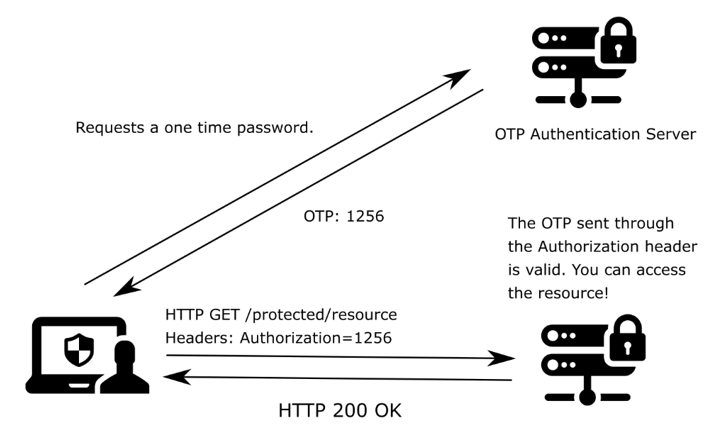 Requests a one time password.
OTP Authentication Server
OTP: 1256
The OTP sent through
the Authorization header
is valid. You can access
the resource!
HTTP GET /protected/resource
Headers: Authorization=1256
HTTP 200 OK